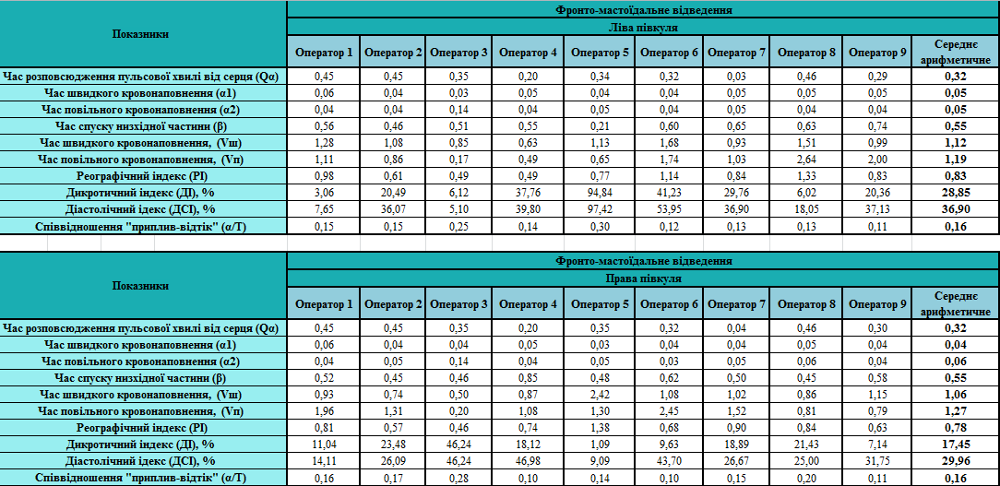 Показники
Фронто-мастоїдальне відведення
Ліва півкуля
Оператор 1 Оператор 2 Оператор 3 Оператор 4 Оператор 5 Оператор 6 Оператор 7 Оператор 8 Оператор 9 Середнє арифметичне
Час розповсюдження пульсової хвилі від серця (Qα) 0,45 0,45 0,35 0,20 0,34 0,32 0,03 0,46 0,29 0,32
Час швидкого кровонаповнення (α1) 0,06 0,04 0,03 0,05 0,04 0,04 0,05 0,05 0,05 0,05
Час повільного кровонаповнення (α2) 0,04 0,04 0,14 0,04 0,05 0,04 0,05 0,04 0,04 0,05
Час спуску низхідної частини (β) 0,56 0,46 0,51 0,55 0,21 0,60 0,65 0,63 0,74 0,55
Час швидкого кровонаповнення, (Vш) 1,28 1,08 0,85 0,63 1,13 1,68 0,93 1,51 0,99 1,12
Час повільного кровонаповнення, (Vп) 1,11 0,86 0,17 0,49 0,65 1,74 1,03 2,64 2,00 1,19
Реографічний індекс (РІ) 0,98 0,61 0,49 0,49 0,77 1,14 0,84 1,33 0,83 0,83
Дикротичний індекс (ДІ), % 3,06 20,49 6,12 37,76 94,84 41,23 29,76 6,02 20,36 28,85
Діастолічний ідекс (ДСІ), % 7,65 36,07 5,10 39,80 97,42 53,95 36,90 18,05 37,13 36,90
Співвідношення "приплив-відтік" (α/Т) 0,15 0,15 0,25 0,14 0,30 0,12 0,13 0,13 0,11 0,16
Показники
Фронто-мастоїдальне відведення
Права півкуля
Оператор 1 Оператор 2 Оператор 3 Оператор 4 Оператор 5 Оператор 6 Оператор 7 Оператор 8 Оператор 9 Середнє арифметичне
Час розповсюдження пульсової хвилі від серця (Qα) 0,45 0,45 0,35 0,20 0,35 0,32 0,04 0,46 0,30 0,32
Час швидкого кровонаповнення (α1) 0,06 0,04 0,04 0,05 0,03 0,04 0,04 0,05 0,04 0,04
Час повільного кровонаповнення (α2) 0,04 0,05 0,14 0,04 0,05 0,03 0,05 0,06 0,04 0,06
Час спуску низхідної частини (β) 0,52 0,45 0,46 0,85 0,48 0,62 0,50 0,45 0,58 0,55
Час швидкого кровонаповнення, (Vш) 0,93 0,74 0,50 0,87 2,42 1,08 1,02 0,86 1,15 1,06
Час повільного кровонаповнення, (Vп) 1,96 1,31 0,20 1,08 1,30 2,45 1,52 0,81 0,79 1,27
Реографічний індекс (РІ) 0,81 0,57 0,46 0,74 1,38 0,68 0,90 0,84 0,63 0,78
Дикротичний індекс (ДІ), % 11,04 23,48 46,24 18,12 1,09 9,63 18,89 21,43 7,14 17,45
Діастолічний ідекс (ДСІ), % 14,11 26,09 46,24 46,98 9,09 43,70 26,67 25,00 31,75 29,96
Співвідношення "приплив-відтік" (α/Т) 0,16 0,17 0,28 0,10 0,14 0,10 0,15 0,20 0,11 0,16